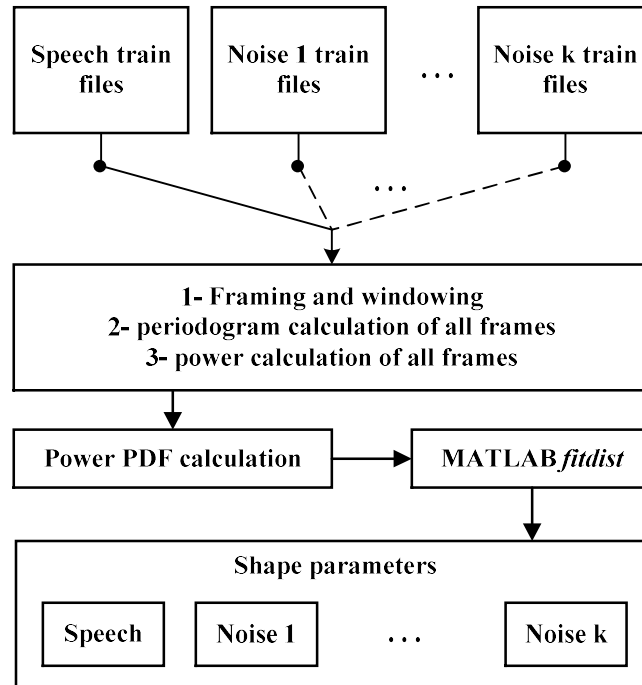 Speech train
files
Noise 1 train
files
. . .
Noise k train
files
. . .
1- Framing and windowing
2- periodogram calculation of all frames
3- power calculation of all frames
Power PDF calculation
MATLAB fitdist
Shape parameters
Speech
Noise 1
. . .
Noise k